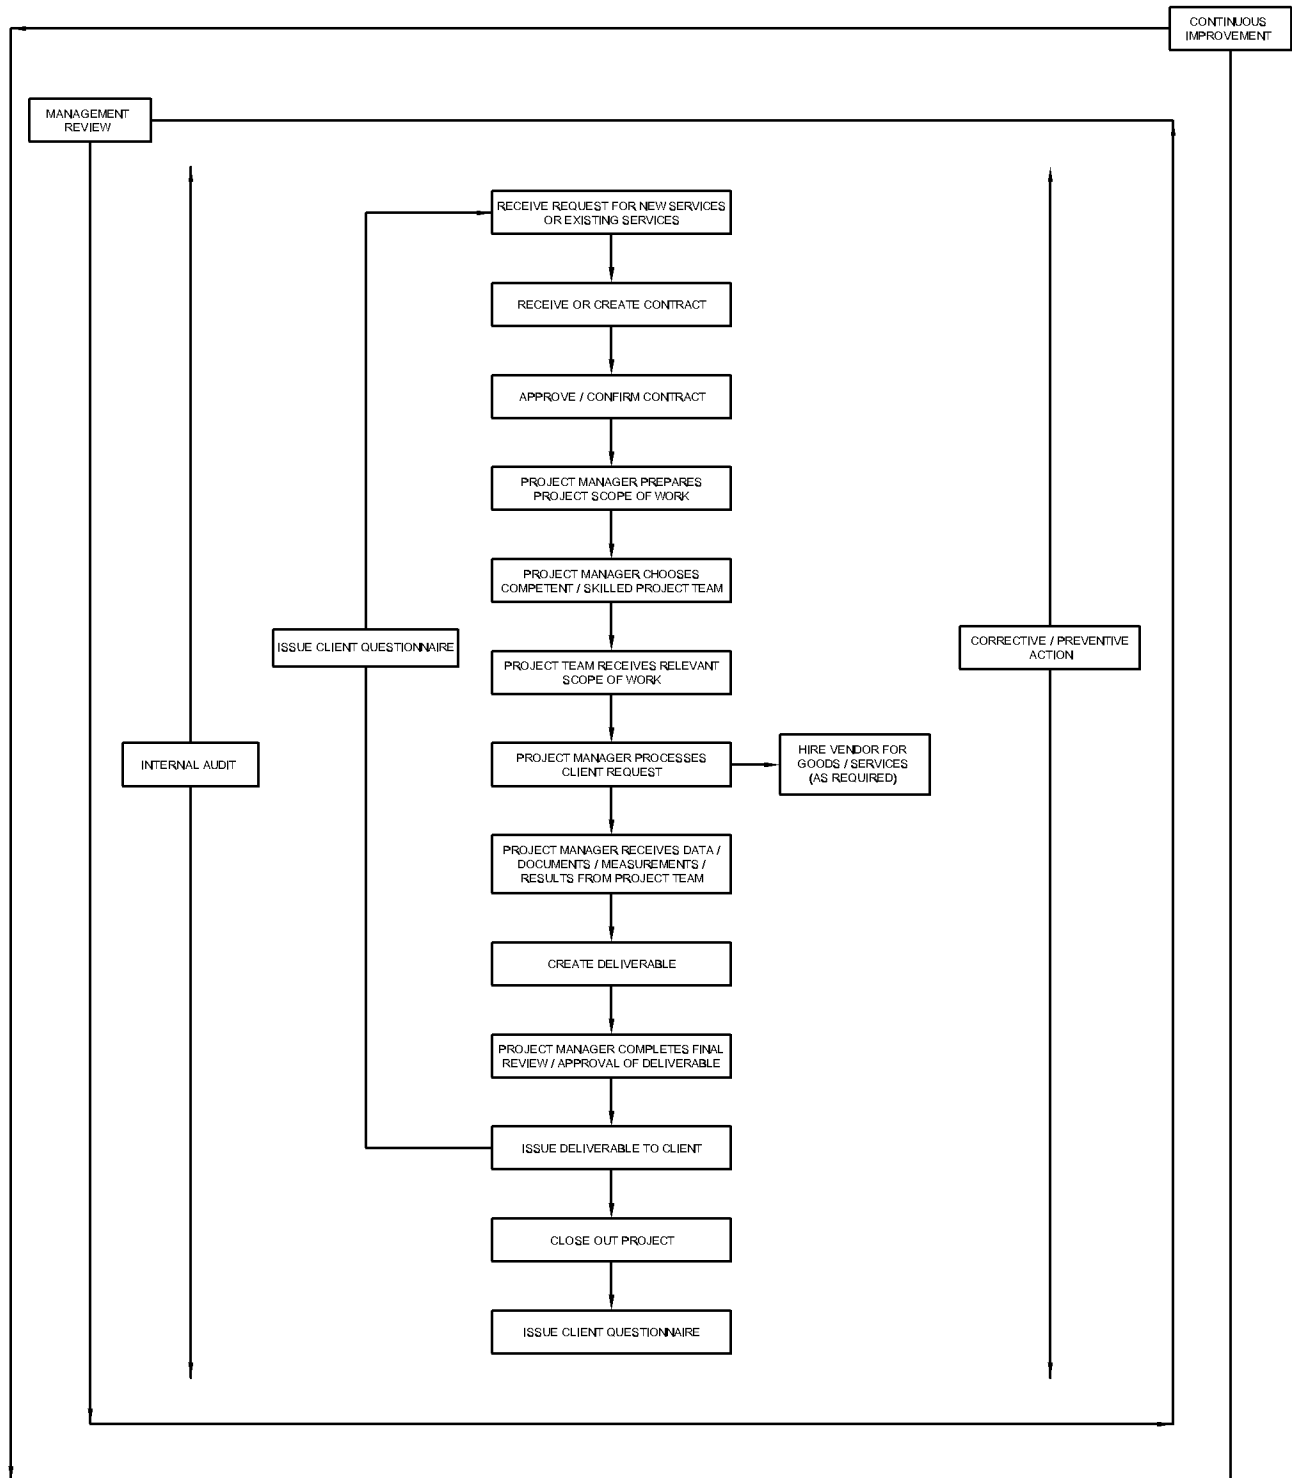 CONTINUOUS
IMPROVEMENT
MANAGEMENT
REVIEW
RECEIVE REQUEST FOR NEW SERVICES
OR EXISTING SERVICES
RECEIVE OR CREATE CONTRACT
APPROVE / CONFIRM CONTRACT
PROJECT MANAGER PREPARES
PROJECT SCOPE OF WORK
PROJECT MANAGER CHOOSES
COMPETENT / SKILLED PROJECT TEAM
ISSUE CLIENT QUESTIONNAIRE
PROJECT TEAM RECEIVES RELEVANT
SCOPE OF WORK
CORRECTIVE / PREVENTIVE
ACTION
INTERNAL AUDIT
PROJECT MANAGER PROCESSES
CLIENT REQUEST
HIRE VENDOR FOR
GOODS / SERVICES
(AS REQUIRED)
PROJECT MANAGER RECEIVES DATA /
DOCUMENTS / MEASUREMENTS /
RESULTS FROM PROJECT TEAM
CREATE DELIVERABLE
PROJECT MANAGER COMPLETES FINAL
REVIEW / APPROVAL OF DELIVERABLE
ISSUE DELIVERABLE TO CLIENT
CLOSE OUT PROJECT
ISSUE CLIENT QUESTIONNAIRE